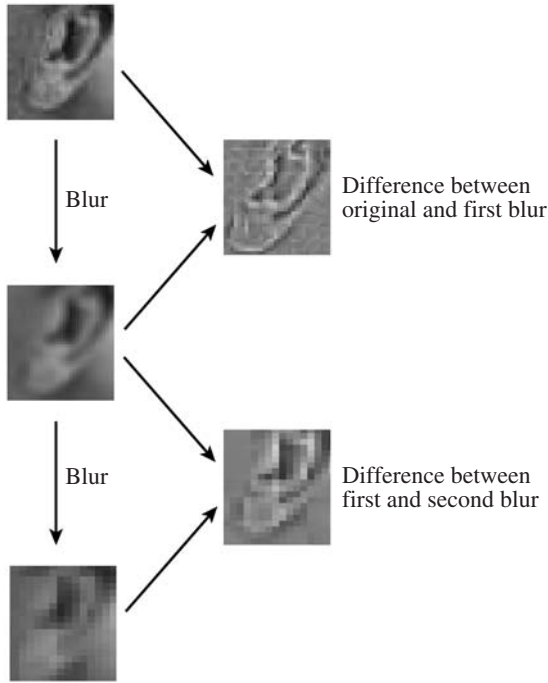 Blur
Difference between
original and first blur
Blur
Difference between
first and second blur